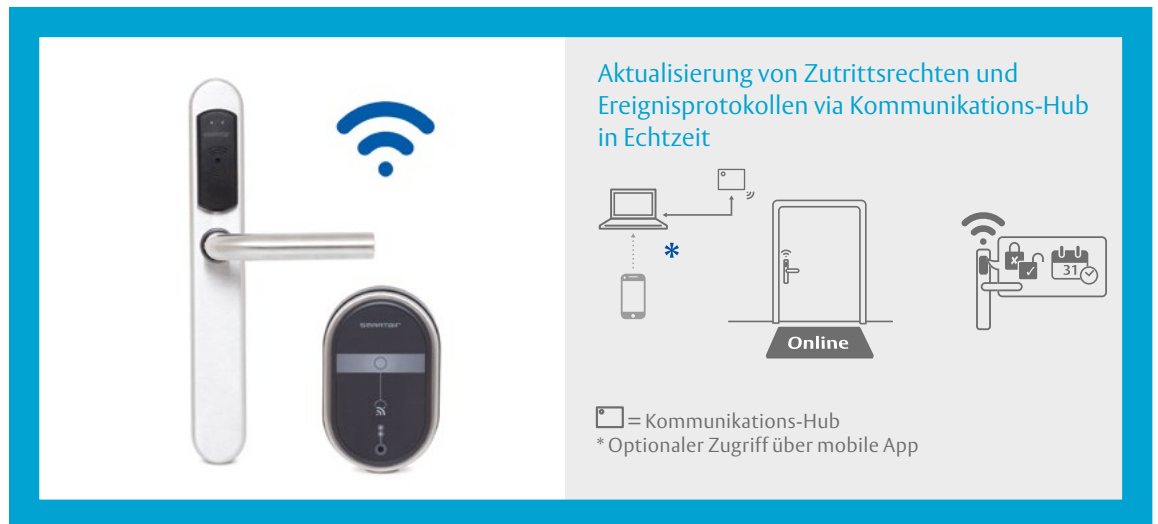 Aktualisierung von Zutrittsrechten und
Ereignisprotokollen via Kommunikations-Hub
in Echtzeit
SMARTair
*
31
Online
= Kommunikations-Hub
* Optionaler Zugriff über mobile App